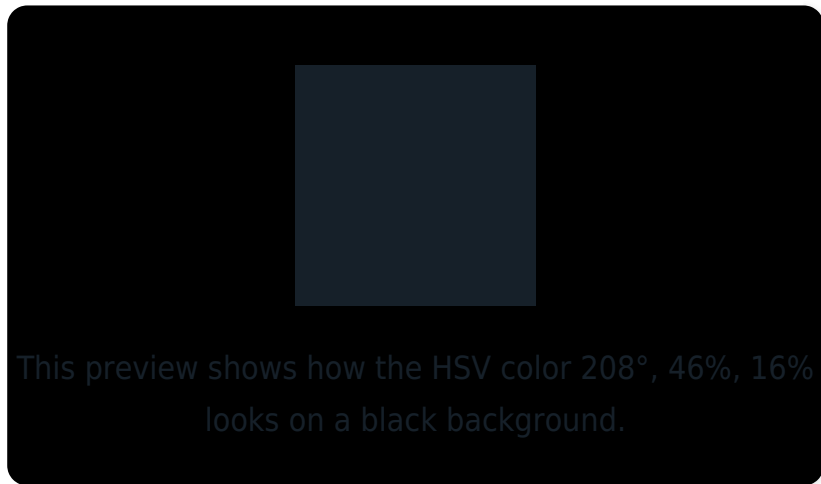 This preview shows how the HSV color 208°, 46%, 16%
looks on a black background.